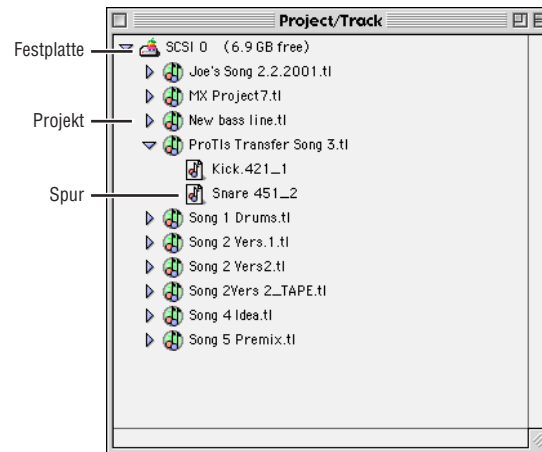 Project/Track
Festplatte
SCSI 0 (6.9 GB free)
Joe's Song 2.2.2001.tl
MX Project7.tl
Projekt
New bass line.tl
ProTls Transfer Song 3.tl
Kick.421_1
Spur
Snare 451_2
Song 1 Drums.tl
Song 2 Vers.1.tl
Song 2 Vers2.tl
Song 2Vers 2_TAPE.tl
Song 4 Idea.tl
Song 5 Premix.tl